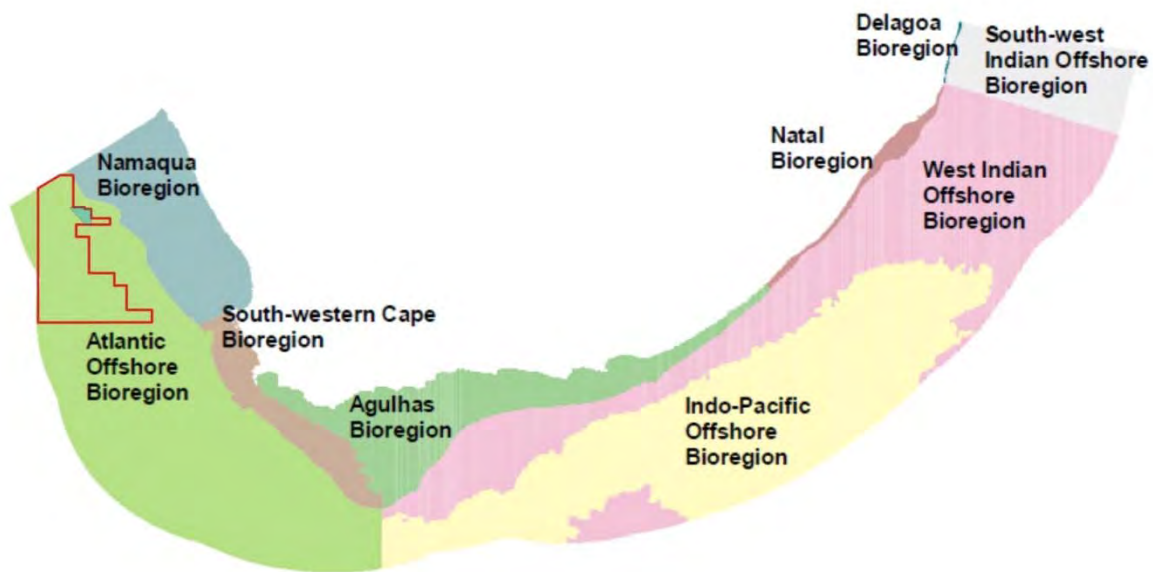 Delagoa
Bioregion
South-west
Indian Offshore
Bioregion
Namaqua
Bioregion
Natal
Bioregion
West Indian
Offshore
Bioregion
South-western Cape
Bioregion
Atlantic
Offshore
Bioregion
Agulhas
Bioregion
Indo-Pacific
Offshore
Bioregion